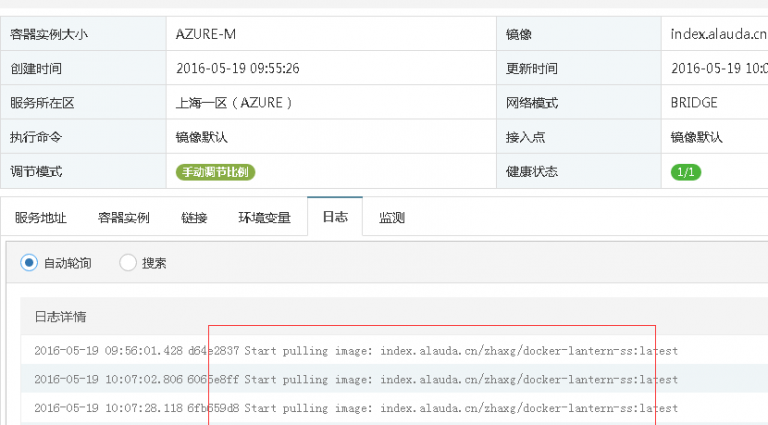 容器实例大小 AZURE-M 镜像 index.alauda.cn
创建时间 2016-05-19 09:55:26 更新时间 2016-05-19 10:0
服务所在区 上海一区（AZURE） 网络模式 BRIDGE
执行命令 镜像默认 接入点 镜像默认
调节模式 手动调节比例 健康状态 1/1
服务地址 容器实例 链接 环境变量 日志 监测
自动轮询 搜索
日志详情
2016-05-19 09:56:01.428 d64e2837 Start pulling image: index.alauda.cn/zhaxg/docker-lantern-ss:latest
2016-05-19 10:07:02.806 6065e8ff Start pulling image: index.alauda.cn/zhaxg/docker-lantern-ss:latest
2016-05-19 10:07:28.118 6fb659d8 Start pulling image: index.alauda.cn/zhaxg/docker-lantern-ss:latest